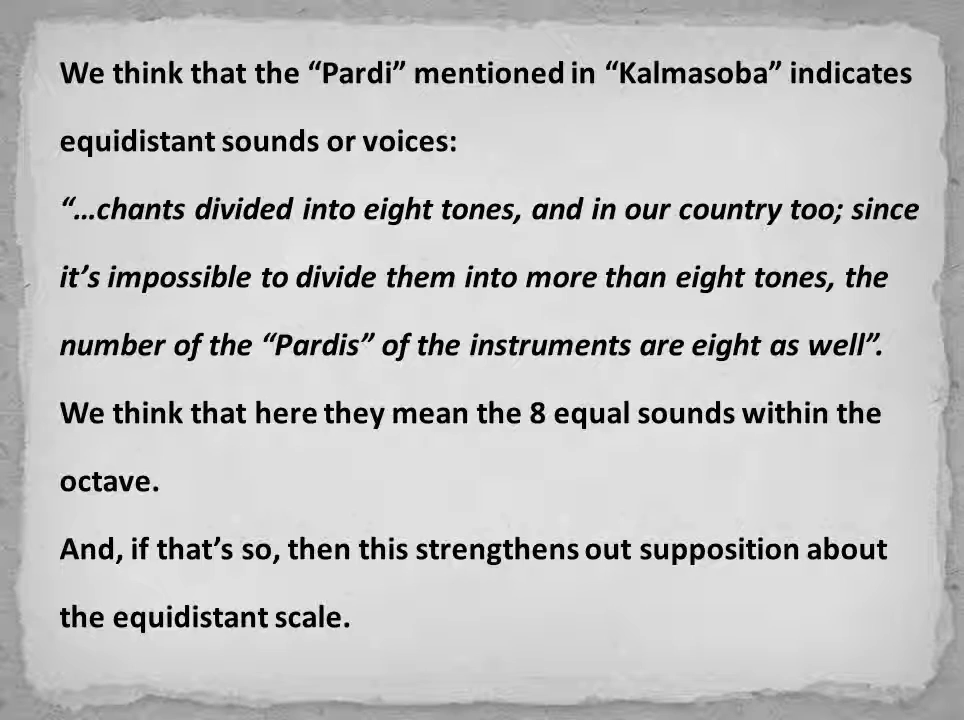 We think that the “Pardi” mentioned in “Kalmasoba” indicates
equidistant sounds or voices:
“…chants divided into eight tones, and in our country too; since
it’s impossible to divide them into more than eight tones, the
number of the “Pardis” of the instruments are eight as well”.
We think that here they mean the 8 equal sounds within the
octave.
And, if that’s so, then this strengthens out supposition about
the equidistant scale.